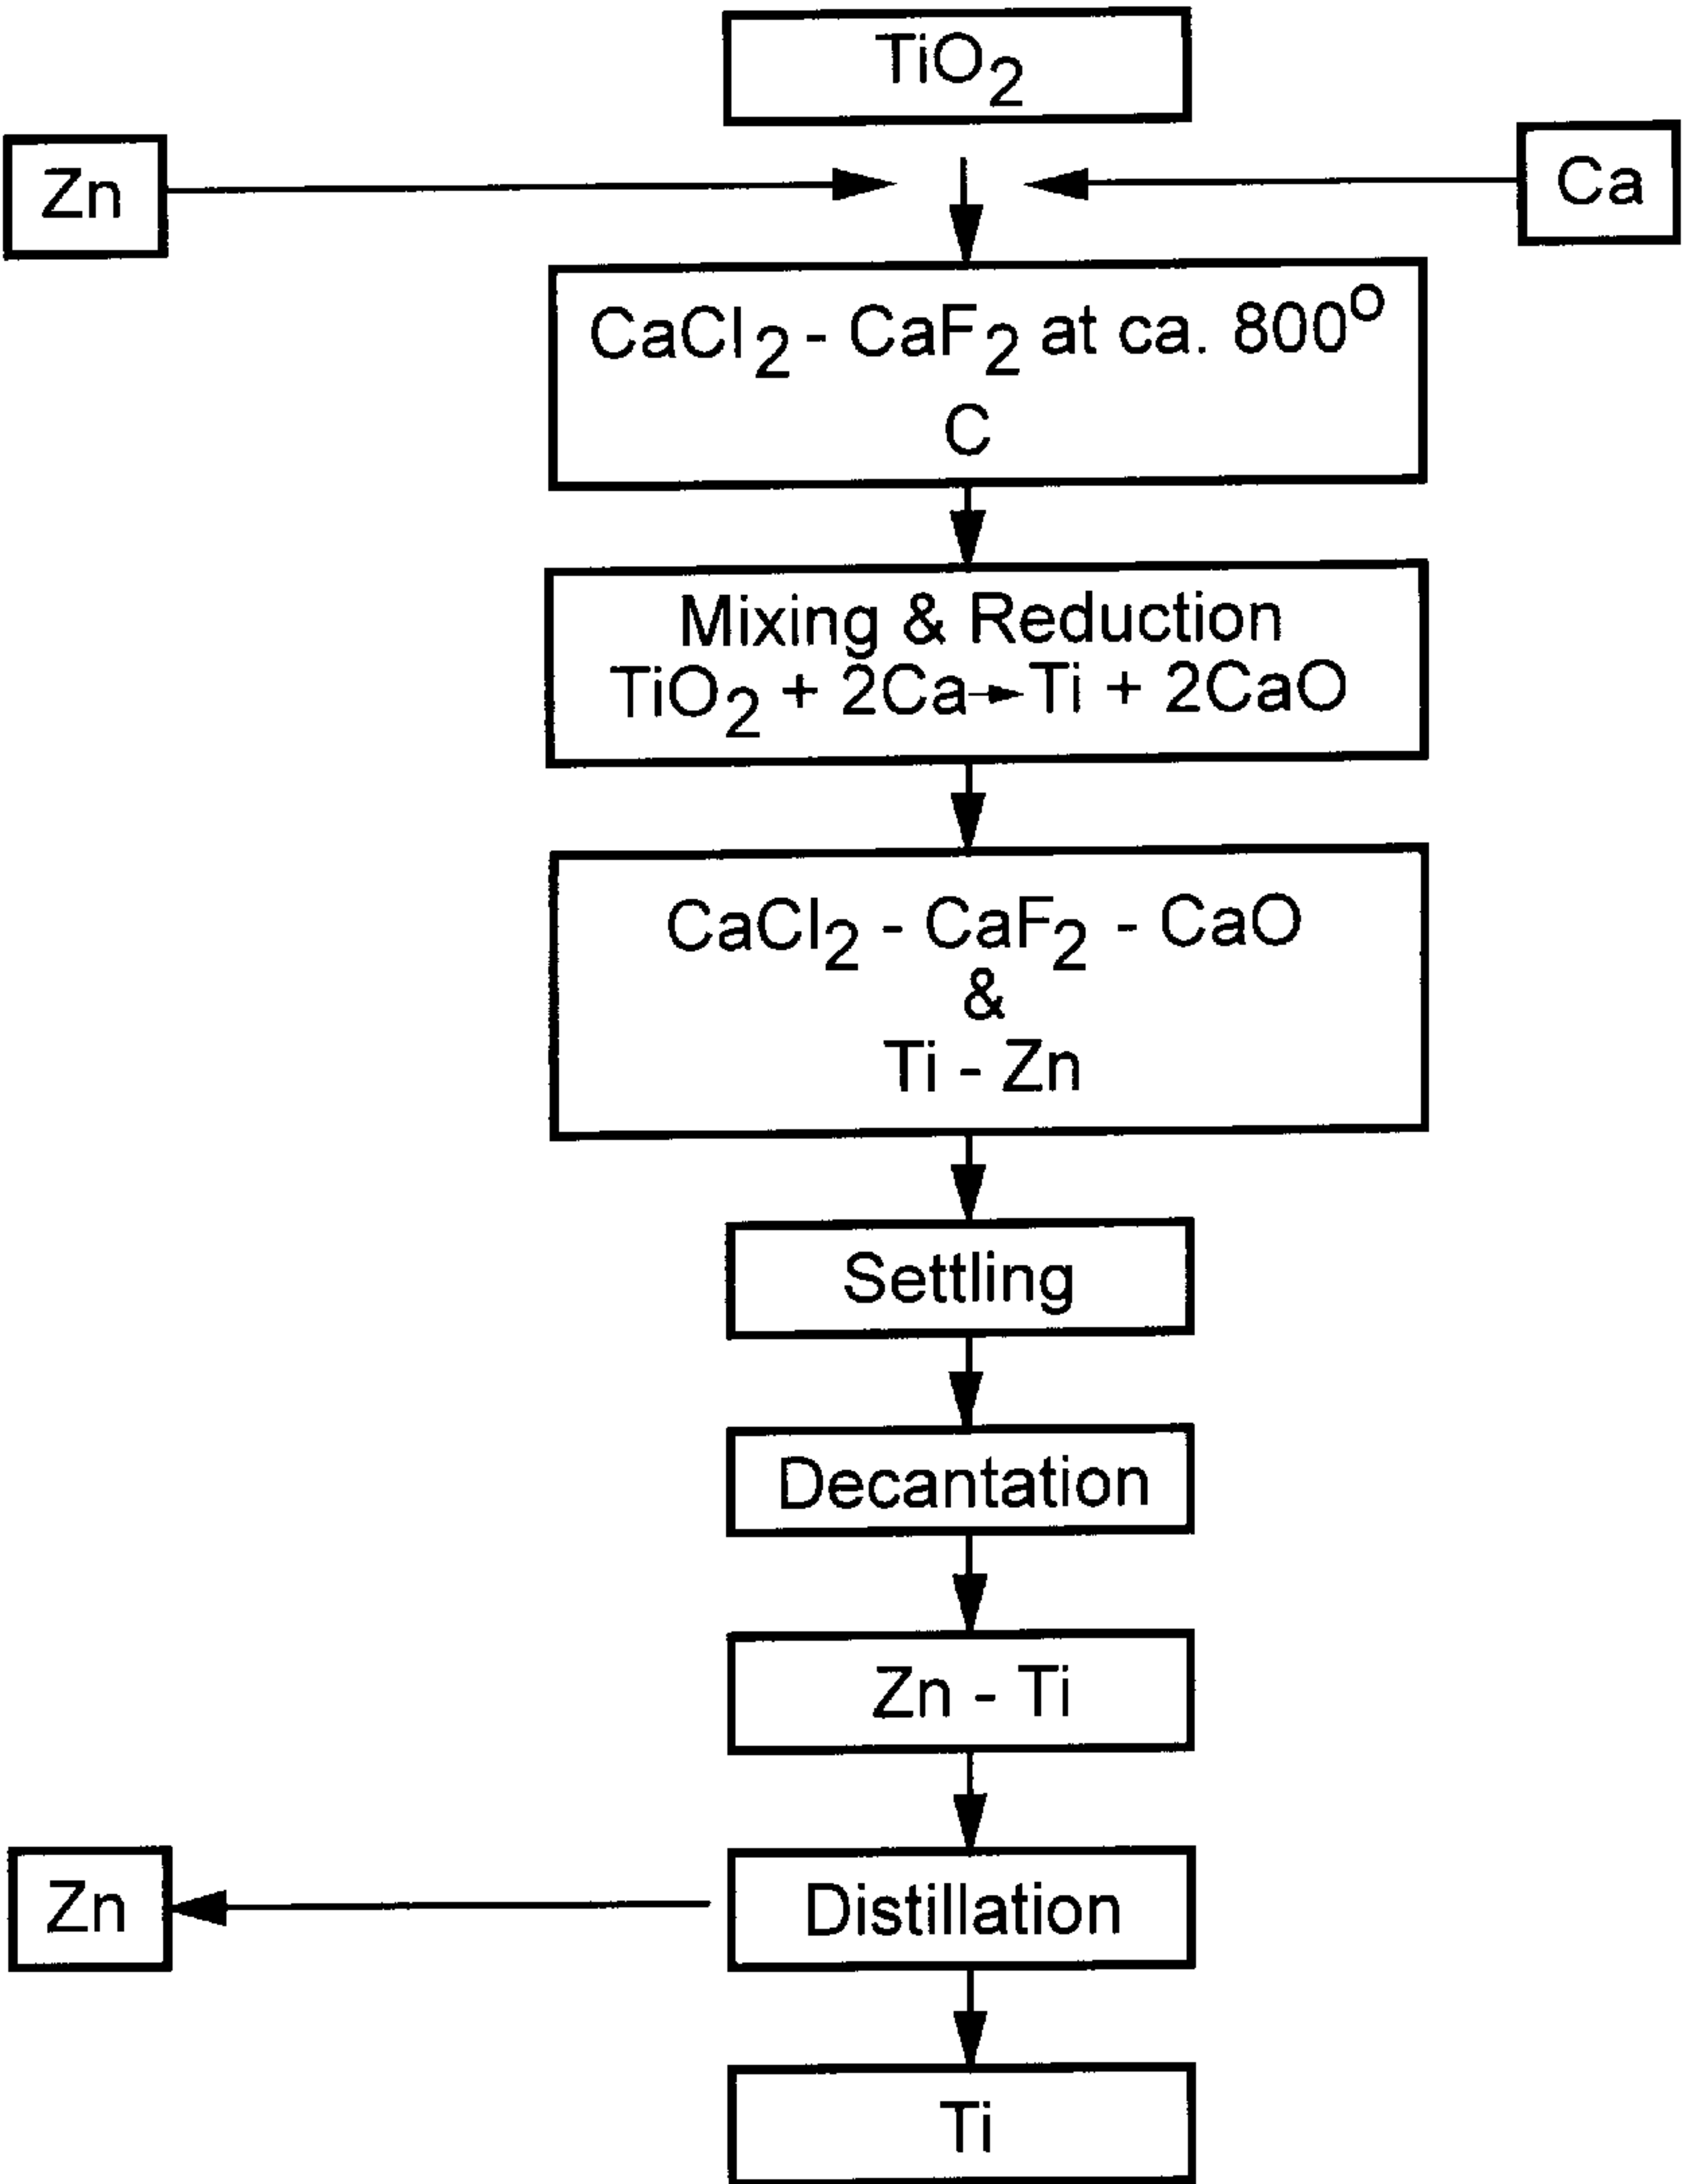 TiO₂
Zn
Ca
CaCl₂ - CaF₂ at ca. 800°
C
Mixing & Reduction
TiO₂ + 2Ca→Ti + 2CaO
CaCl₂ - CaF₂ - CaO
&
Ti - Zn
Settling
Decantation
Zn - Ti
Zn
Distillation
Ti